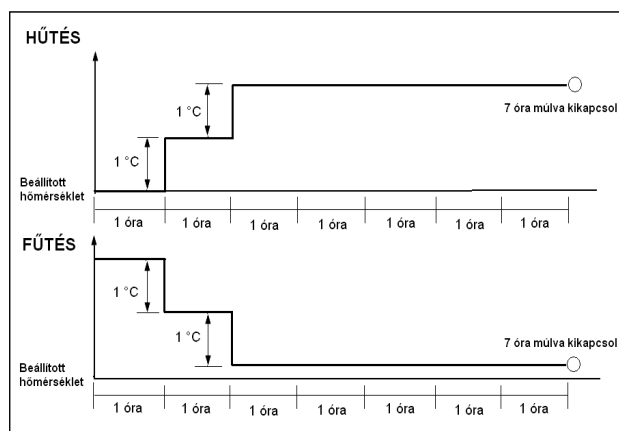 HŰTÉS
1 °C
7 óra múlva kikapcsol
1 °C
Beállított
hőmérséklet
1 óra 1 óra 1 óra 1 óra 1 óra 1 óra 1 óra
FŰTÉS
1 °C
1 °C
7 óra múlva kikapcsol
Beállított
hőmérséklet
1 óra 1 óra 1 óra 1 óra 1 óra 1 óra 1 óra